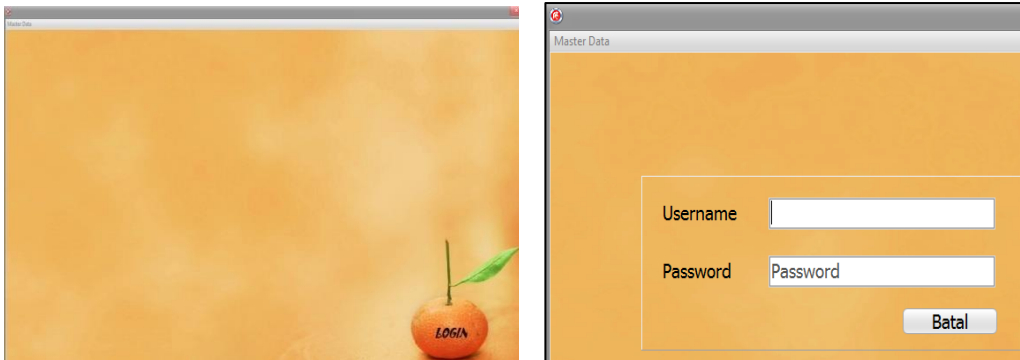 Master Data
LOGIN
Master Data
Username
Password Password
Batal